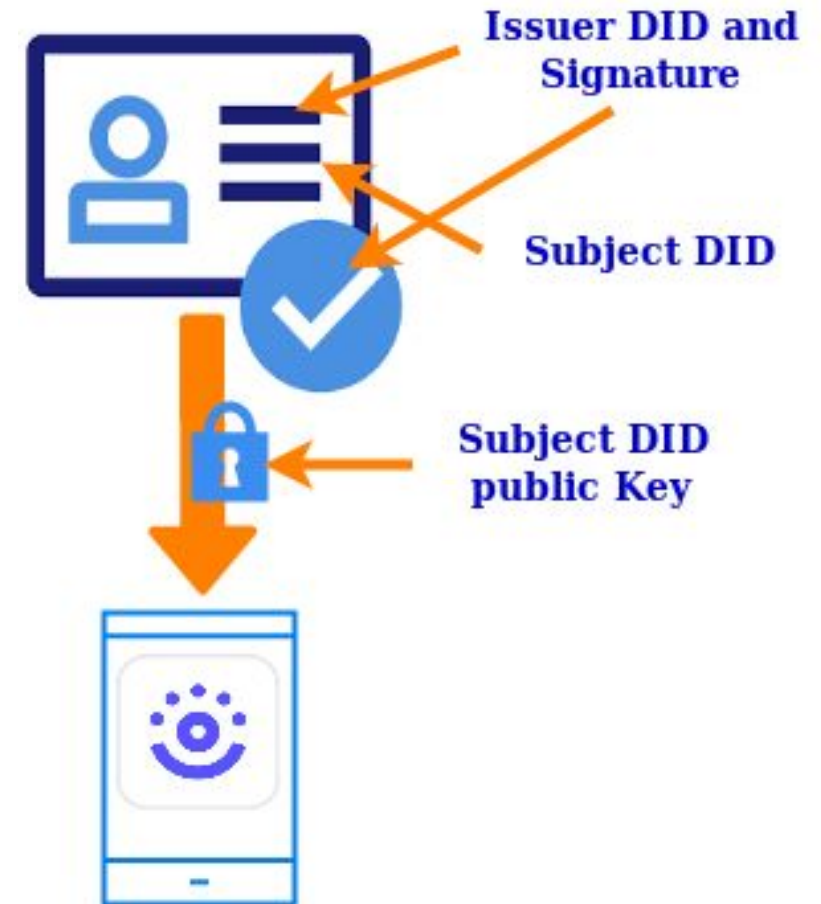 Issuer DID and
Signature
Subject DID
Subject DID
public Key